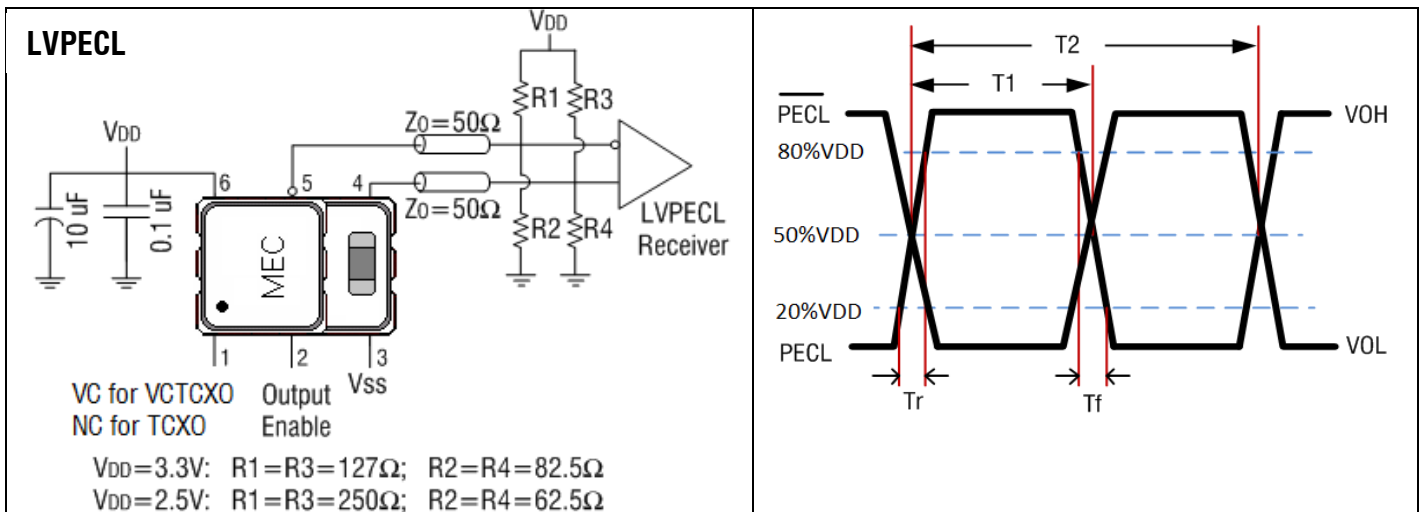 LVPECL
VDD
R1
R3
Z0=50Ω
VDD
6
5
4
10 uF
0.1 uF
Z0=50Ω
R2
R4
LVPECL
Receiver
MEC
1
2
3
VC for VCTCXO
NC for TCXO
Output
Enable
Vss
VDD=3.3V: R1=R3=127Ω; R2=R4=82.5Ω
VDD=2.5V: R1=R3=250Ω; R2=R4=62.5Ω
T2
T1
PECL
VOH
80%VDD
50%VDD
20%VDD
PECL
VOL
Tr
Tf